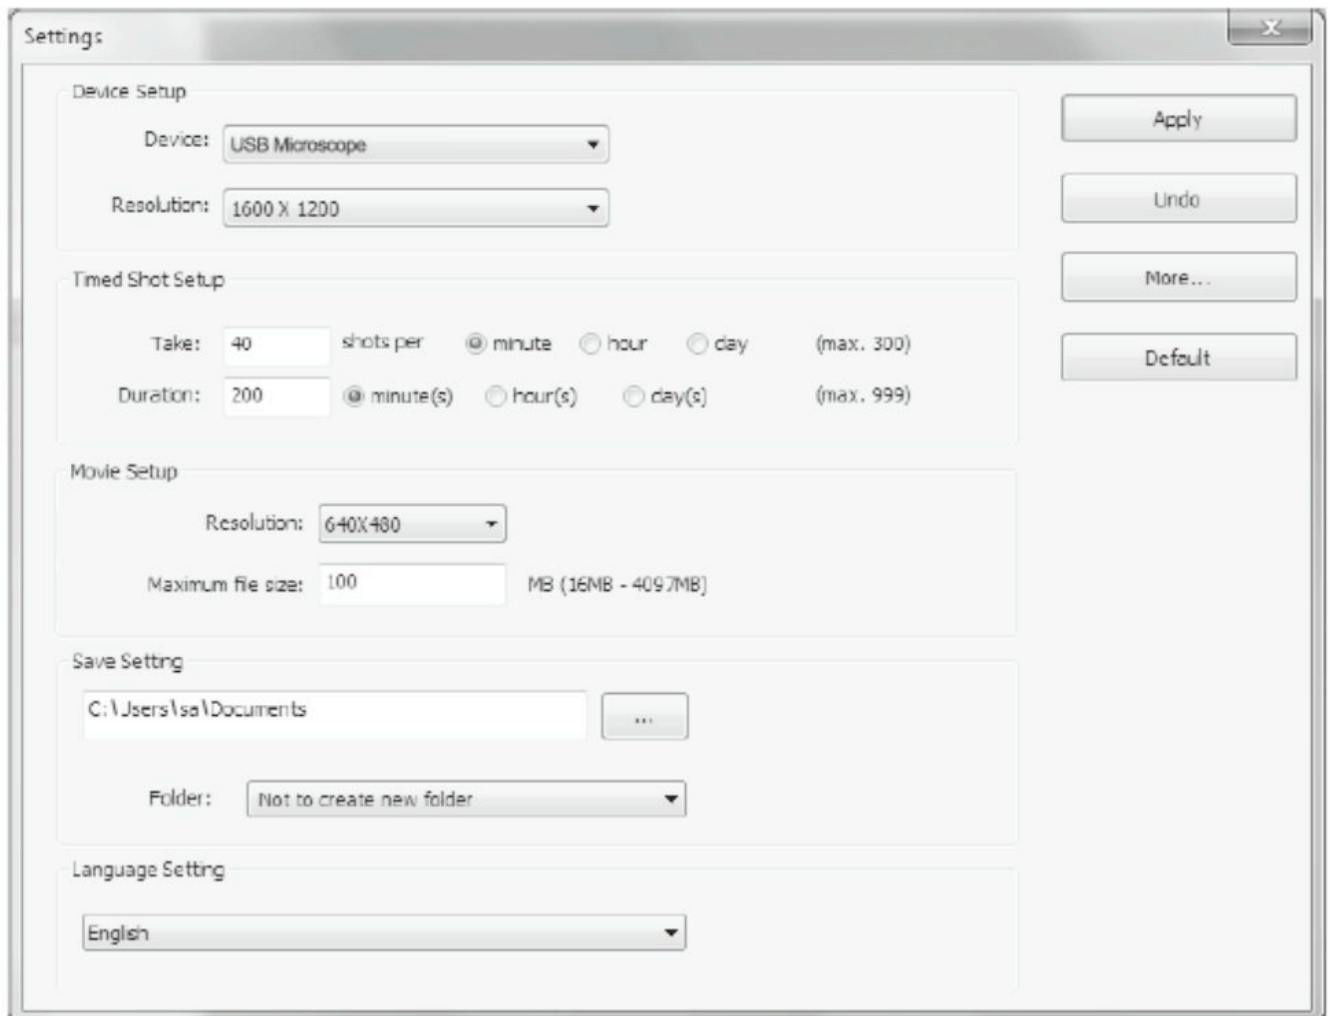 Settings
X
Device Setup
Device: USB Microscope
Resolution: 1600 X 1200
Timed Shot Setup
Take: 40 shots per minute hour day (max. 300)
Duration: 200 minute(s) hour(s) day(s) (max. 999)
Movie Setup
Resolution: 640X480
Maximum file size: 100 MB (16MB - 4097MB)
Save Setting
C:\Users\sa\Documents ...
Folder: Not to create new folder
Language Setting
English
Apply
Undo
More...
Default